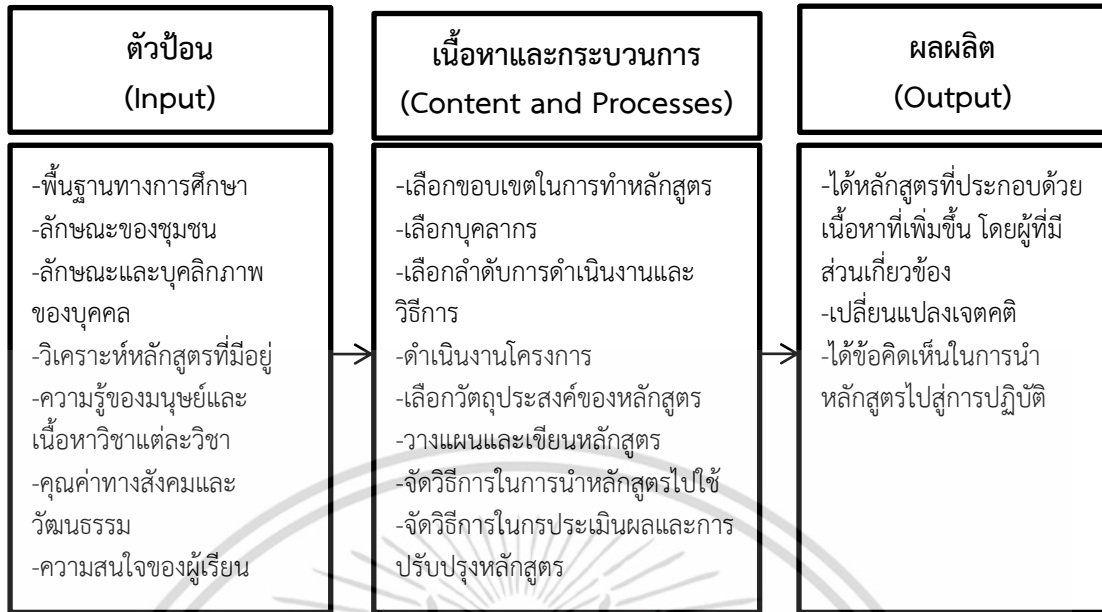 ตัวป้อน
(Input)
-พื้นฐานทางการศึกษา
-ลักษณะของชุมชน
-ลักษณะและบุคลิกภาพ
ของบุคคล
-วิเคราะห์หลักสูตรที่มีอยู่
-ความรู้ของมนุษย์และ
เนื้อหาวิชาแต่ละวิชา
-คุณค่าทางสังคมและ
วัฒนธรรม
-ความสนใจของผู้เรียน
เนื้อหาและกระบวนการ
(Content and Processes)
-เลือกขอบเขตในการทำหลักสูตร
-เลือกบุคลากร
-เลือกลำดับการดำเนินงานและ
วิธีการ
-ดำเนินงานโครงการ
-เลือกวัตถุประสงค์ของหลักสูตร
-วางแผนและเขียนหลักสูตร
-จัดวิธีการในการนำหลักสูตรไปใช้
-จัดวิธีการในกรประเมินผลและการ
ปรับปรุงหลักสูตร
ผลผลิต
(Output)
-ได้หลักสูตรที่ประกอบด้วย
เนื้อหาที่เพิ่มขึ้น โดยผู้ที่มี
ส่วนเกี่ยวข้อง
-เปลี่ยนแปลงเจตคติ
-ได้ข้อคิดเห็นในการนำ
หลักสูตรไปสู่การปฏิบัติ